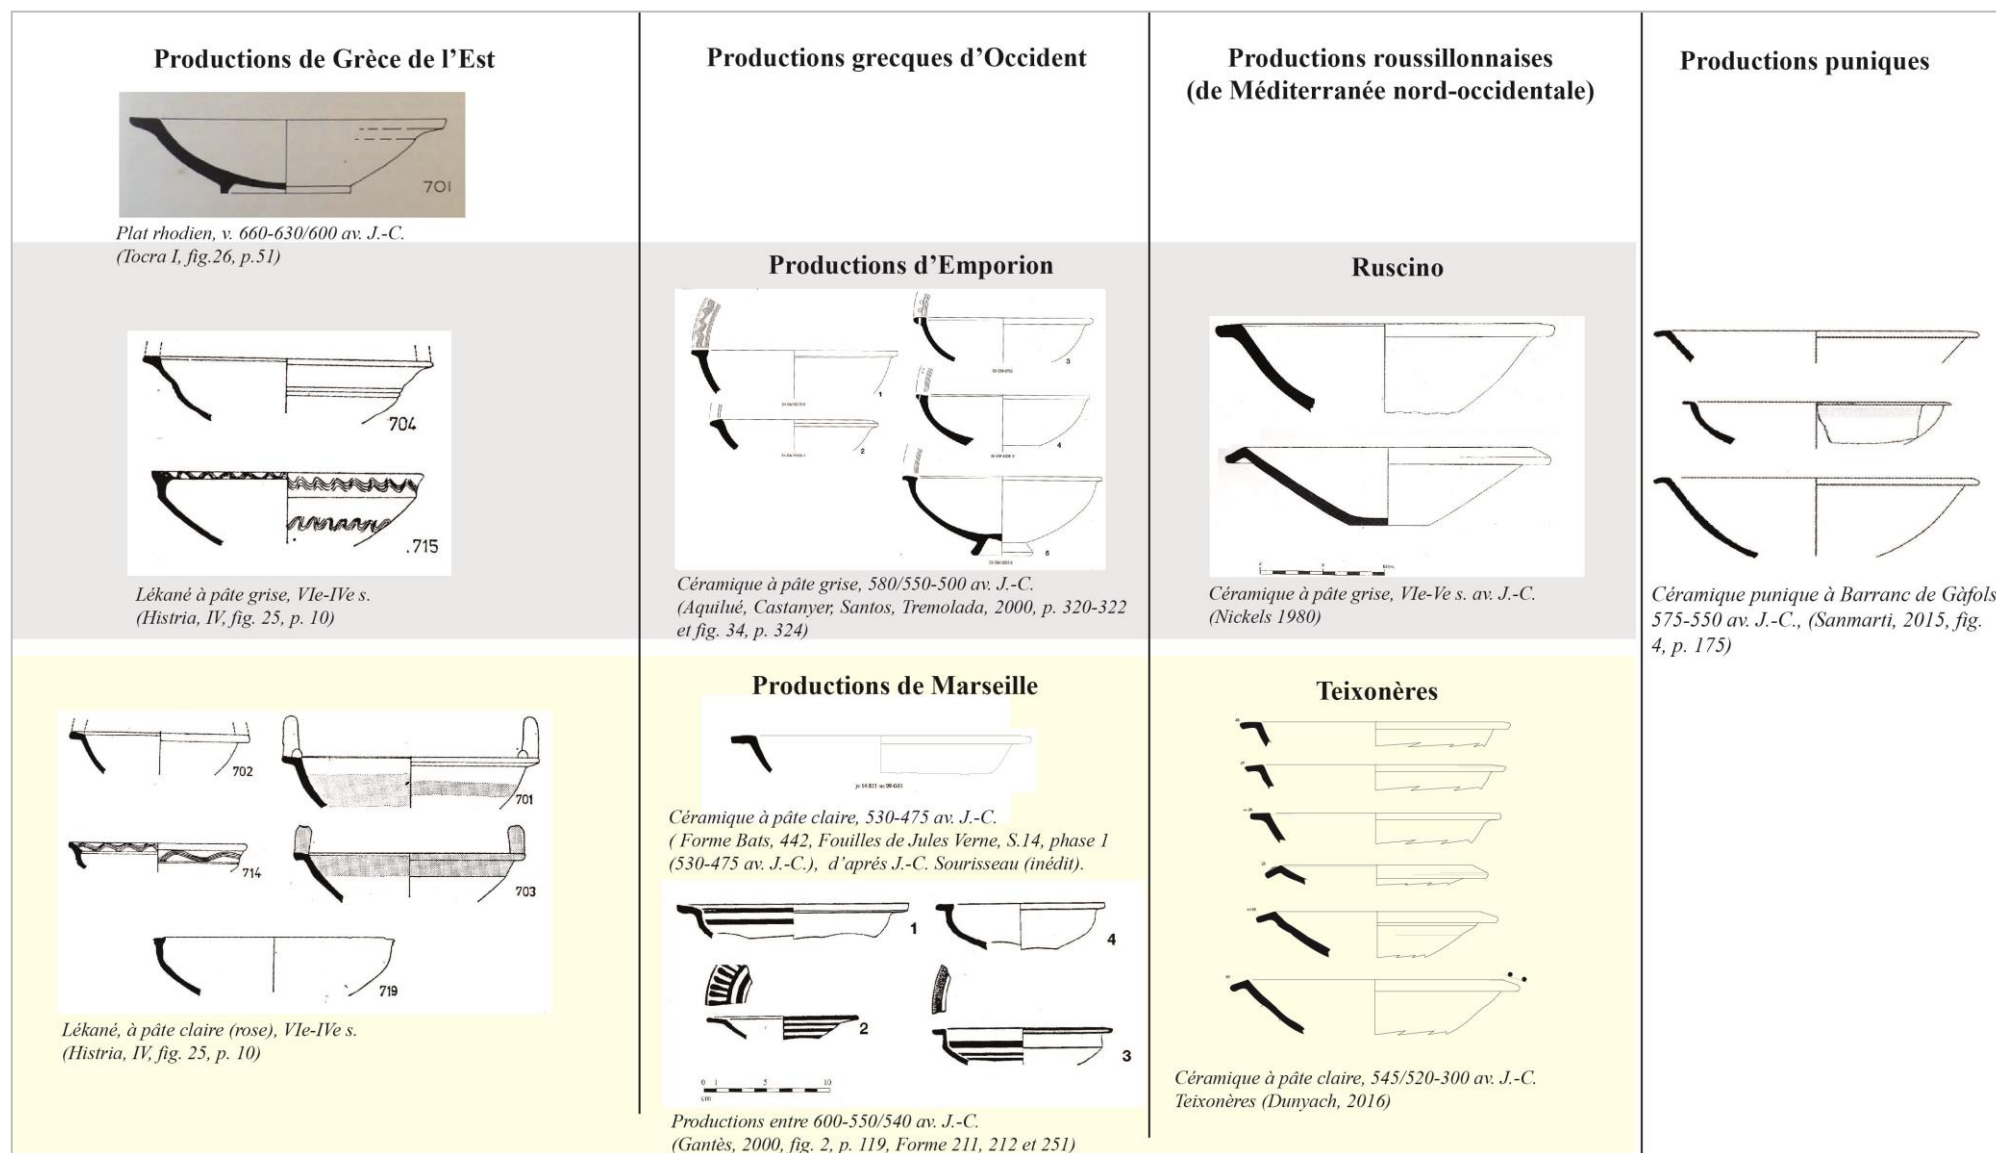 Productions de Grèce de l'Est
701
Plat rhodien, v. 660-630/600 av. J.-C.
(Tocra I, fig.26, p.51)
704
.715
Lékané à pâte grise, VIe-IVe s.
(Histria, IV, fig. 25, p. 10)
702
701
714
703
719
Lékané, à pâte claire (rose), VIe-IVe s.
(Histria, IV, fig. 25, p. 10)
Productions grecques d'Occident
Productions d'Emporion
1
2
3
4
5
Céramique à pâte grise, 580/550-500 av. J.-C.
(Aquilué, Castanyer, Santos, Tremolada, 2000, p. 320-322
et fig. 34, p. 324)
Productions de Marseille
Céramique à pâte claire, 530-475 av. J.-C.
( Forme Bats, 442, Fouilles de Jules Verne, S.14, phase 1
(530-475 av. J.-C.), d'aprés J.-C. Sourisseau (inédit).
1
4
2
3
0 1 5 10
cm
Productions entre 600-550/540 av. J.-C.
(Gantès, 2000, fig. 2, p. 119, Forme 211, 212 et 251)
Productions roussillonnaises
(de Méditerranée nord-occidentale)
Ruscino
Céramique à pâte grise, VIe-Ve s. av. J.-C.
(Nickels 1980)
Teixonères
Céramique à pâte claire, 545/520-300 av. J.-C.
Teixonères (Dunyach, 2016)
Productions puniques
Céramique punique à Barranc de Gàfols
575-550 av. J.-C., (Sanmarti, 2015, fig.
4, p. 175)